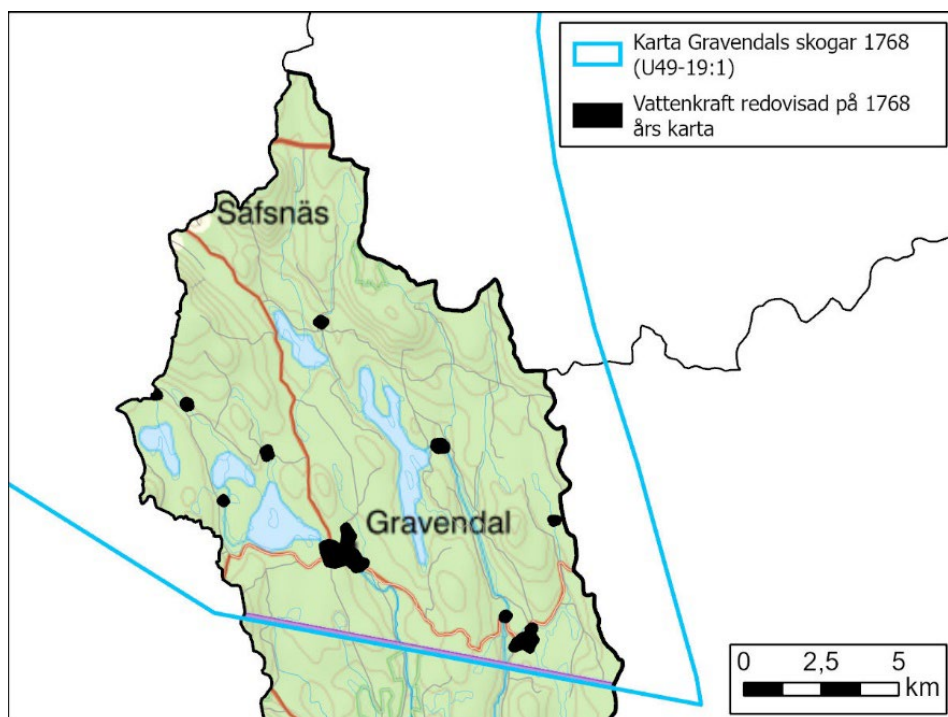 Karta Gravendals skogar 1768
(U49-19:1)
Vattenkraft redovisad på 1768
års karta
Säfsnäs
Gravendal
0 2,5 5
km